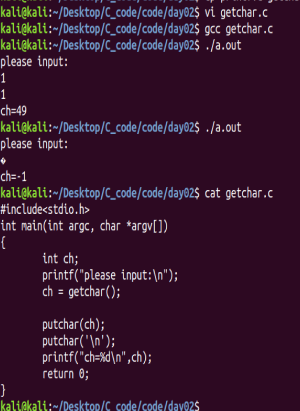 kali@kali:~/Desktop/C_code/code/day02$ vi getchar.c
kali@kali:~/Desktop/C_code/code/day02$ gcc getchar.c
kali@kali:~/Desktop/C_code/code/day02$ ./a.out
please input:
1
1
ch=49
kali@kali:~/Desktop/C_code/code/day02$ ./a.out
please input:
�
ch=-1
kali@kali:~/Desktop/C_code/code/day02$ cat getchar.c
#include<stdio.h>
int main(int argc, char *argv[])
{
int ch;
printf("please input:\n");
ch = getchar();
putchar(ch);
putchar('\n');
printf("ch=%d\n",ch);
return 0;
}
kali@kali:~/Desktop/C_code/code/day02$